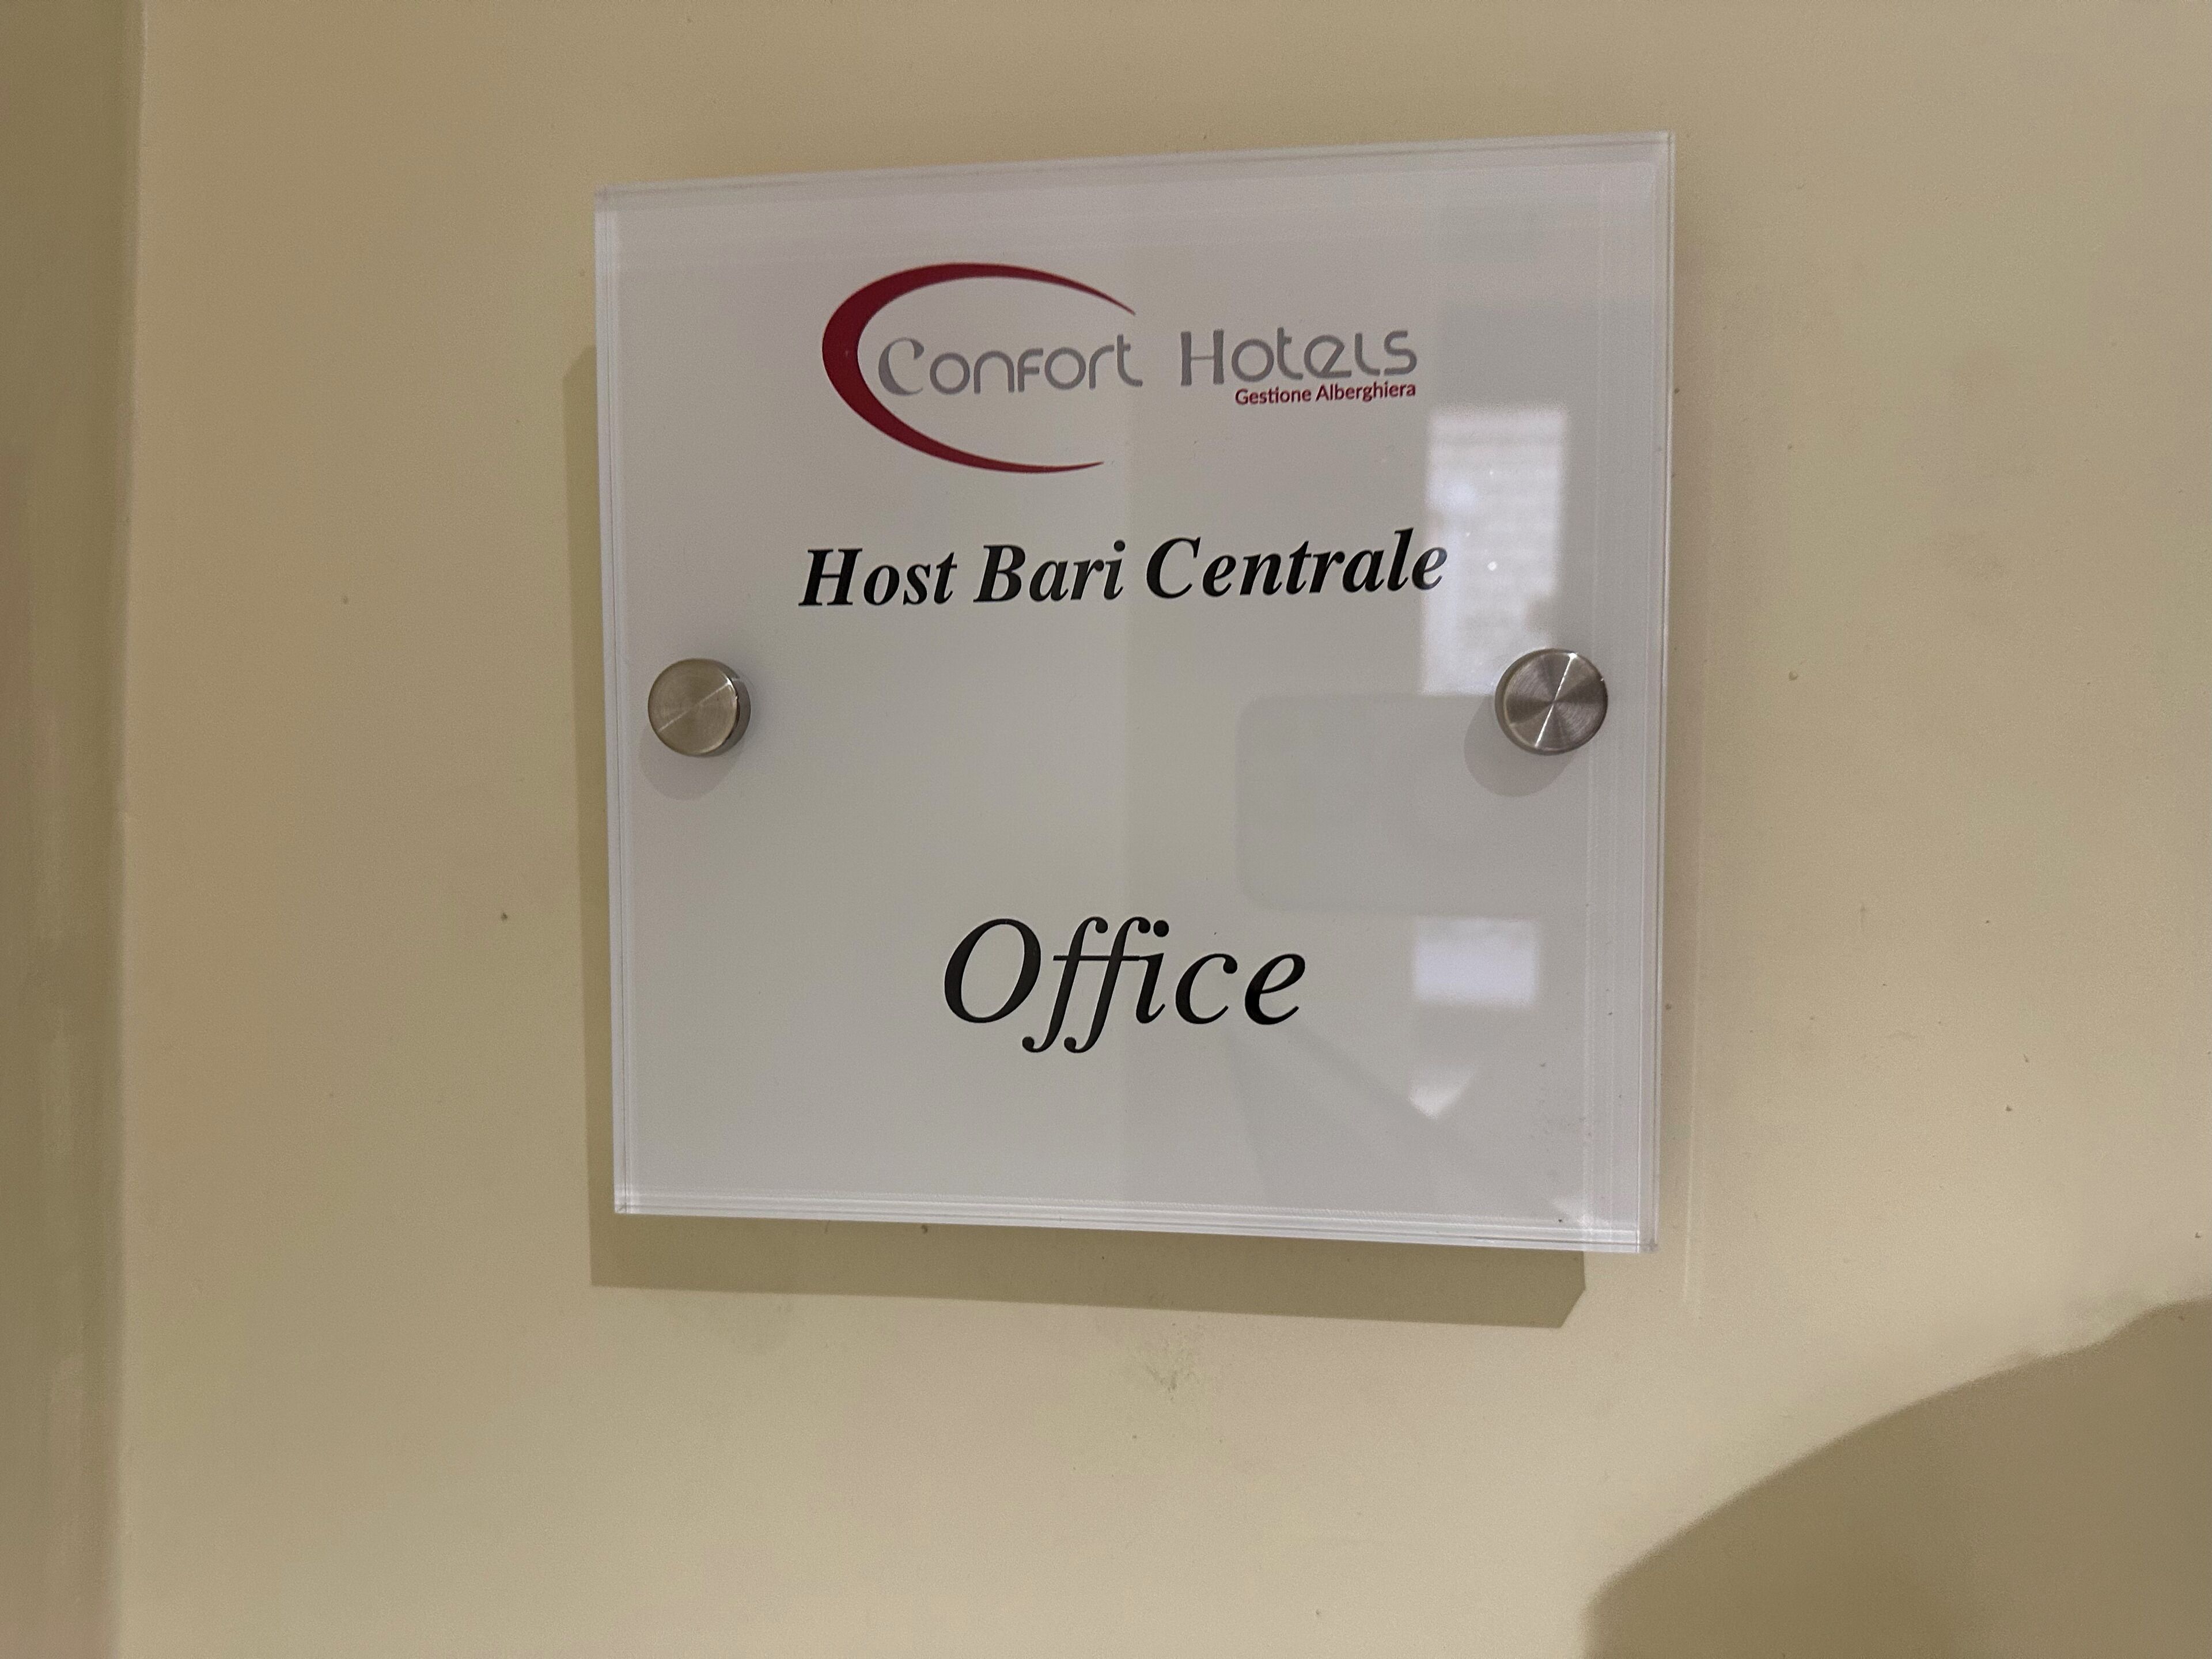 Confort Hotels
Gestione Alberghiera
Host Bari Centrale
Office